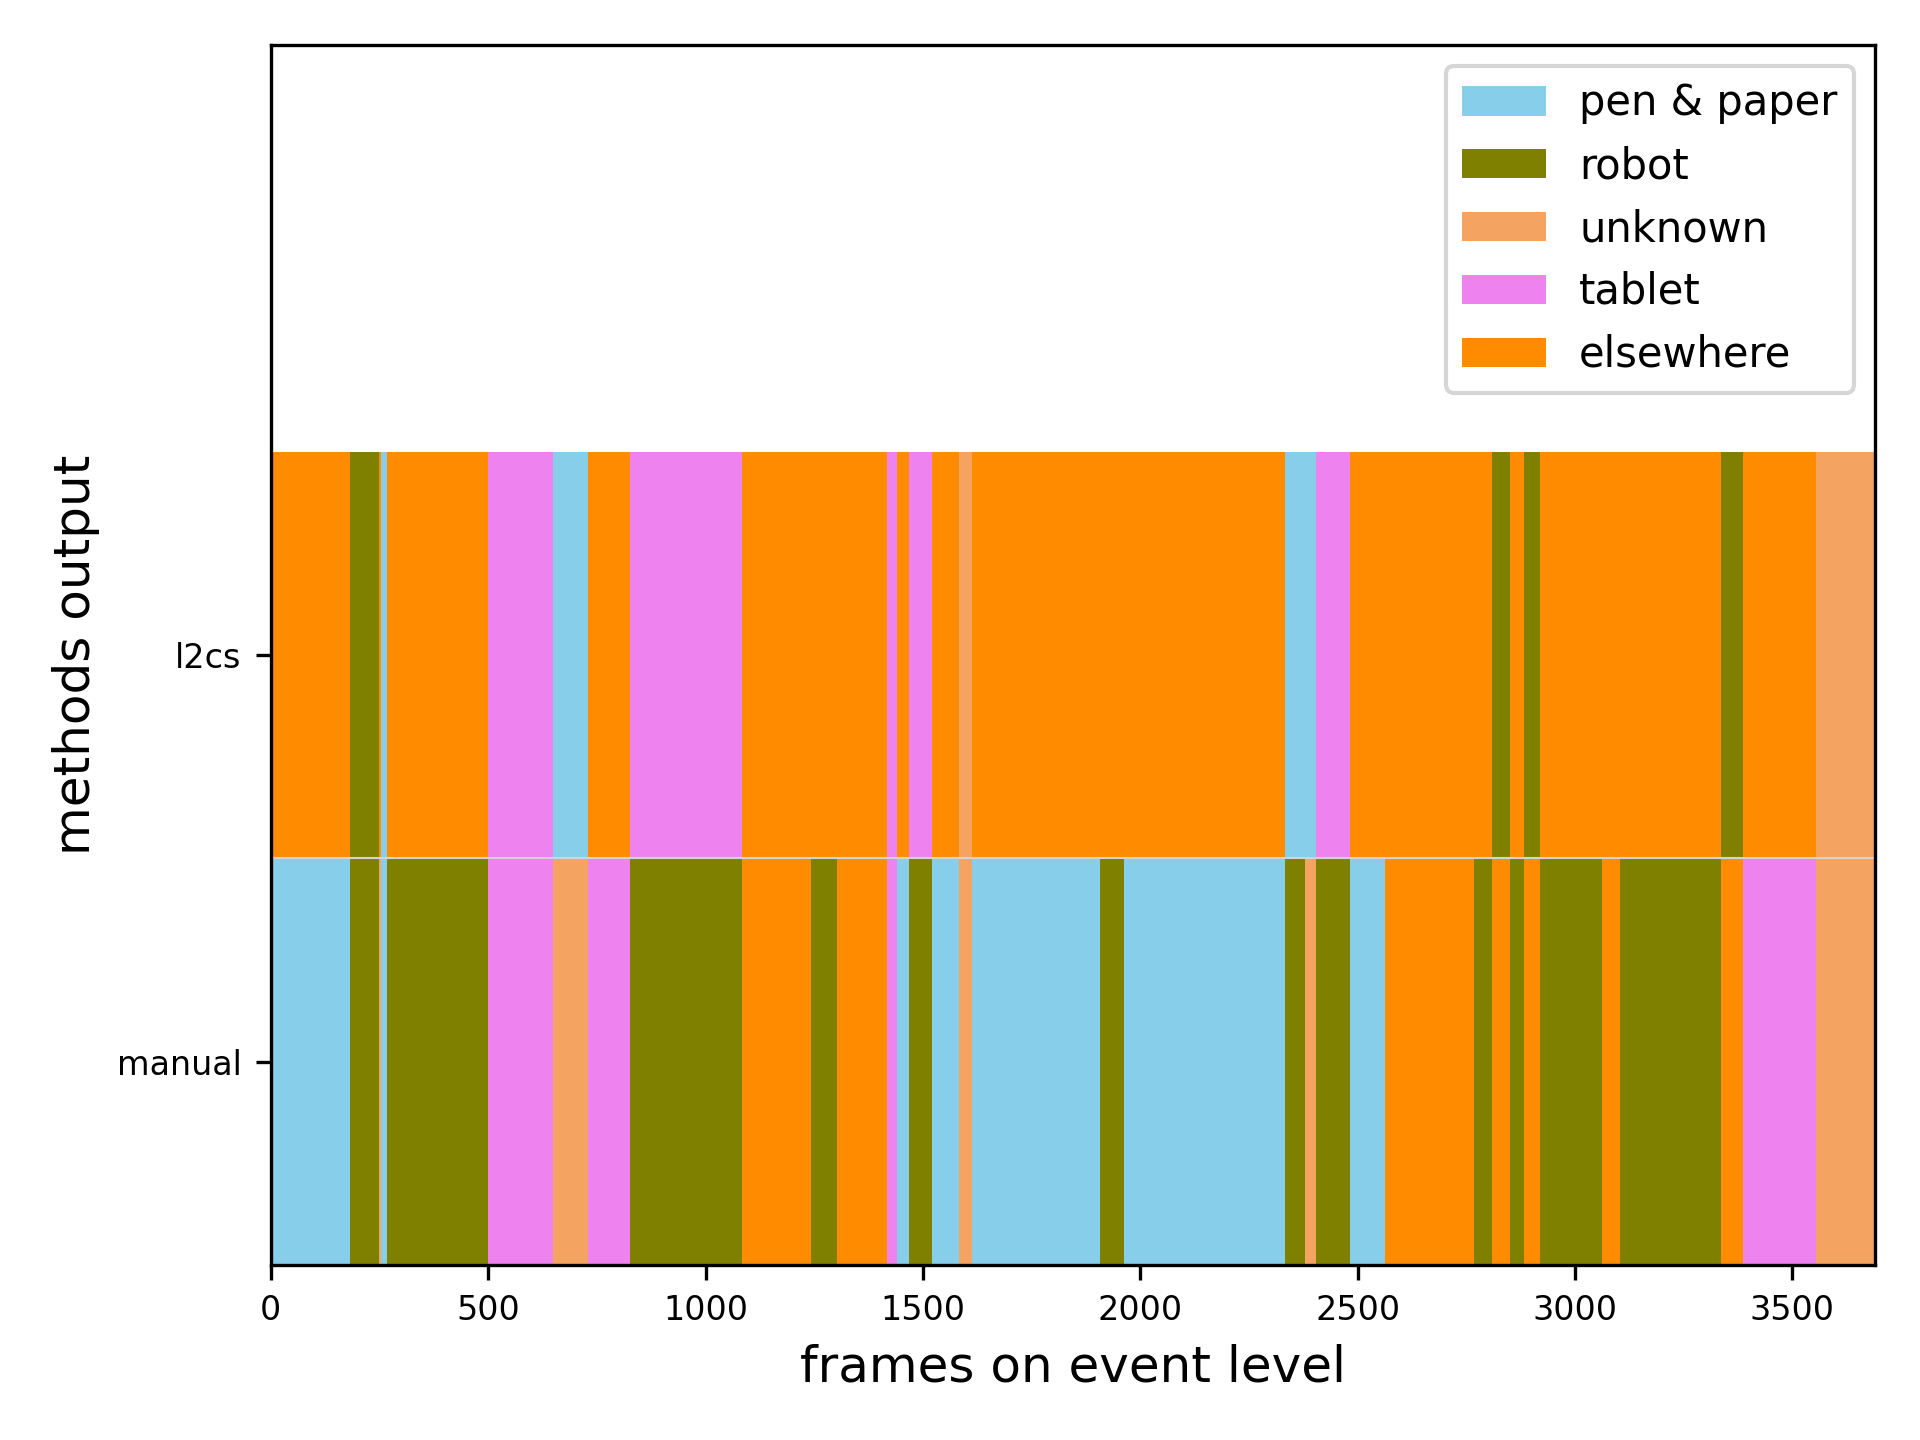 pen & paper
robot
unknown
tablet
elsewhere
methods output
l2cs
manual
0 500 1000 1500 2000 2500 3000 3500
frames on event level